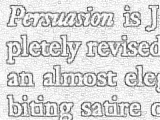 Persuasion is J
pletely revised
an almost eleg
biting satire o